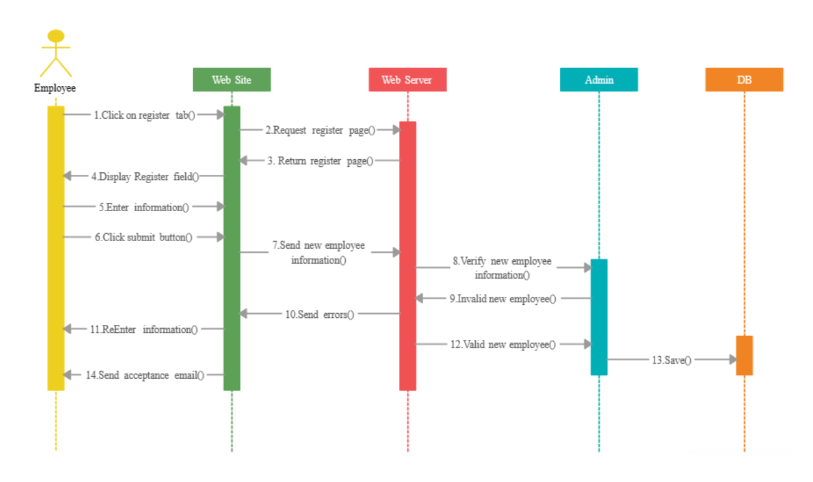 Employee
Web Site
Web Server
Admin
DB
1.Click on register tab()
2.Request register page()
3. Return register page()
4.Display Register field()
5.Enter information()
6.Click submit button()
7.Send new employee
information()
8.Verify new employee
information()
9.Invalid new employee()
10.Send errors()
11.ReEnter information()
12.Valid new employee()
13.Save()
14.Send acceptance email()